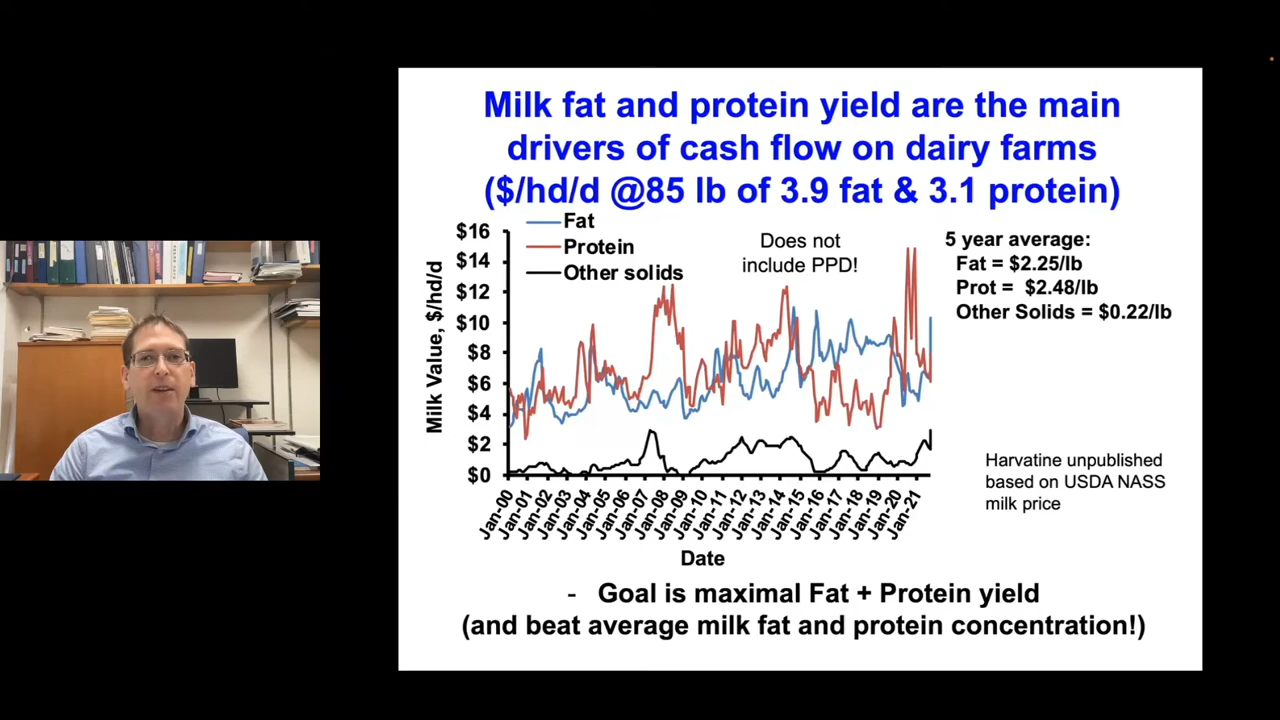 Milk fat and protein yield are the main
drivers of cash flow on dairy farms
($/hd/d @85 lb of 3.9 fat & 3.1 protein)
Fat
Protein
Other solids
Does not
include PPD!
5 year average:
Fat = $2.25/lb
Prot = $2.48/lb
Other Solids = $0.22/lb
Milk Value, $/hd/d
$16
$14
$12
$10
$8
$6
$4
$2
$0
Jan-00
Jan-01
Jan-02
Jan-03
Jan-04
Jan-05
Jan-06
Jan-07
Jan-08
Jan-09
Jan-10
Jan-11
Jan-12
Jan-13
Jan-14
Jan-15
Jan-16
Jan-17
Jan-18
Jan-19
Jan-20
Jan-21
Date
Harvatine unpublished
based on USDA NASS
milk price
- Goal is maximal Fat + Protein yield
(and beat average milk fat and protein concentration!)